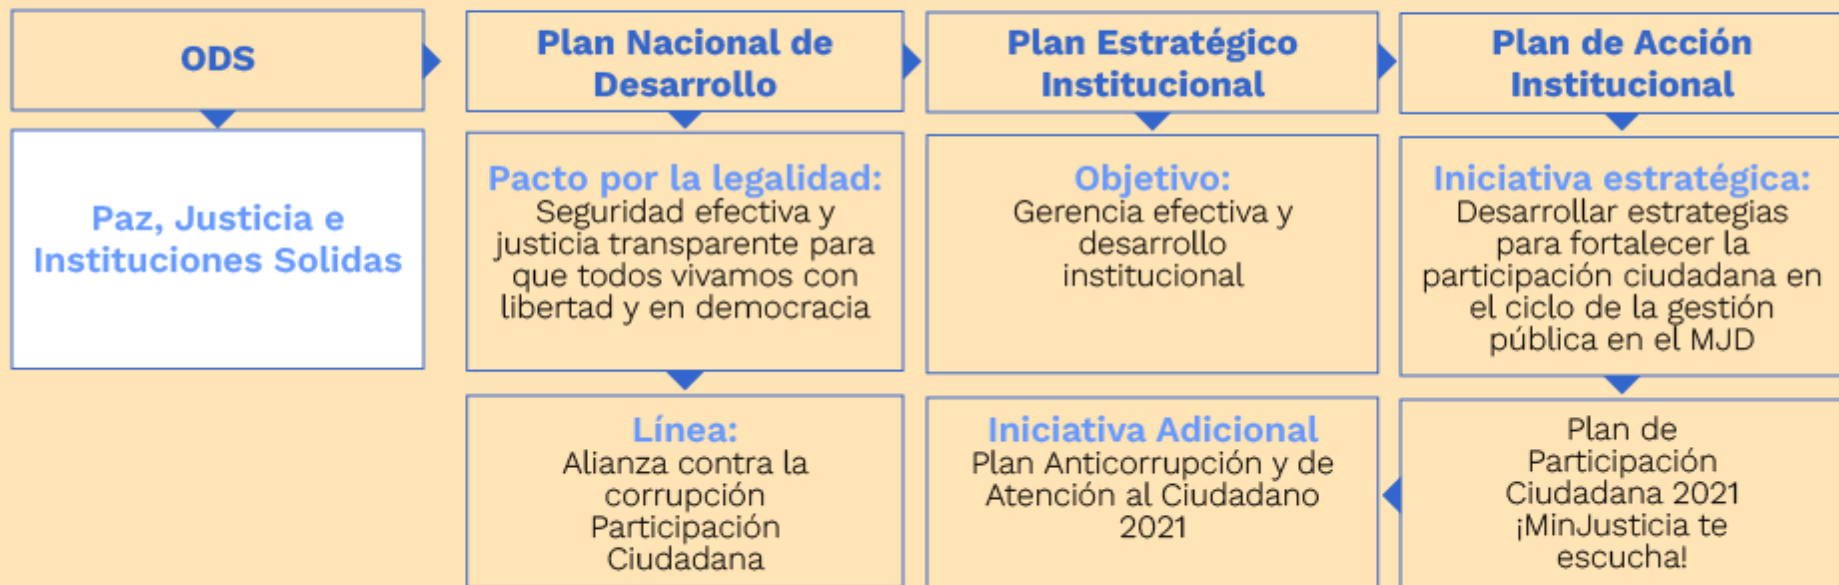 ODS
Plan Nacional de
Desarrollo
Plan Estratégico
Institucional
Plan de Acción
Institucional
Paz, Justicia e
Instituciones Solidas
Pacto por la legalidad:
Seguridad efectiva y
justicia transparente para
que todos vivamos con
libertad y en democracia
Objetivo:
Gerencia efectiva y
desarrollo
institucional
Iniciativa estratégica:
Desarrollar estrategias
para fortalecer la
participación ciudadana en
el ciclo de la gestión
pública en el MJD
Línea:
Alianza contra la
corrupción
Participación
Ciudadana
Iniciativa Adicional
Plan Anticorrupción y de
Atención al Ciudadano
2021
Plan de
Participación
Ciudadana 2021
¡MinJusticia te
escucha!